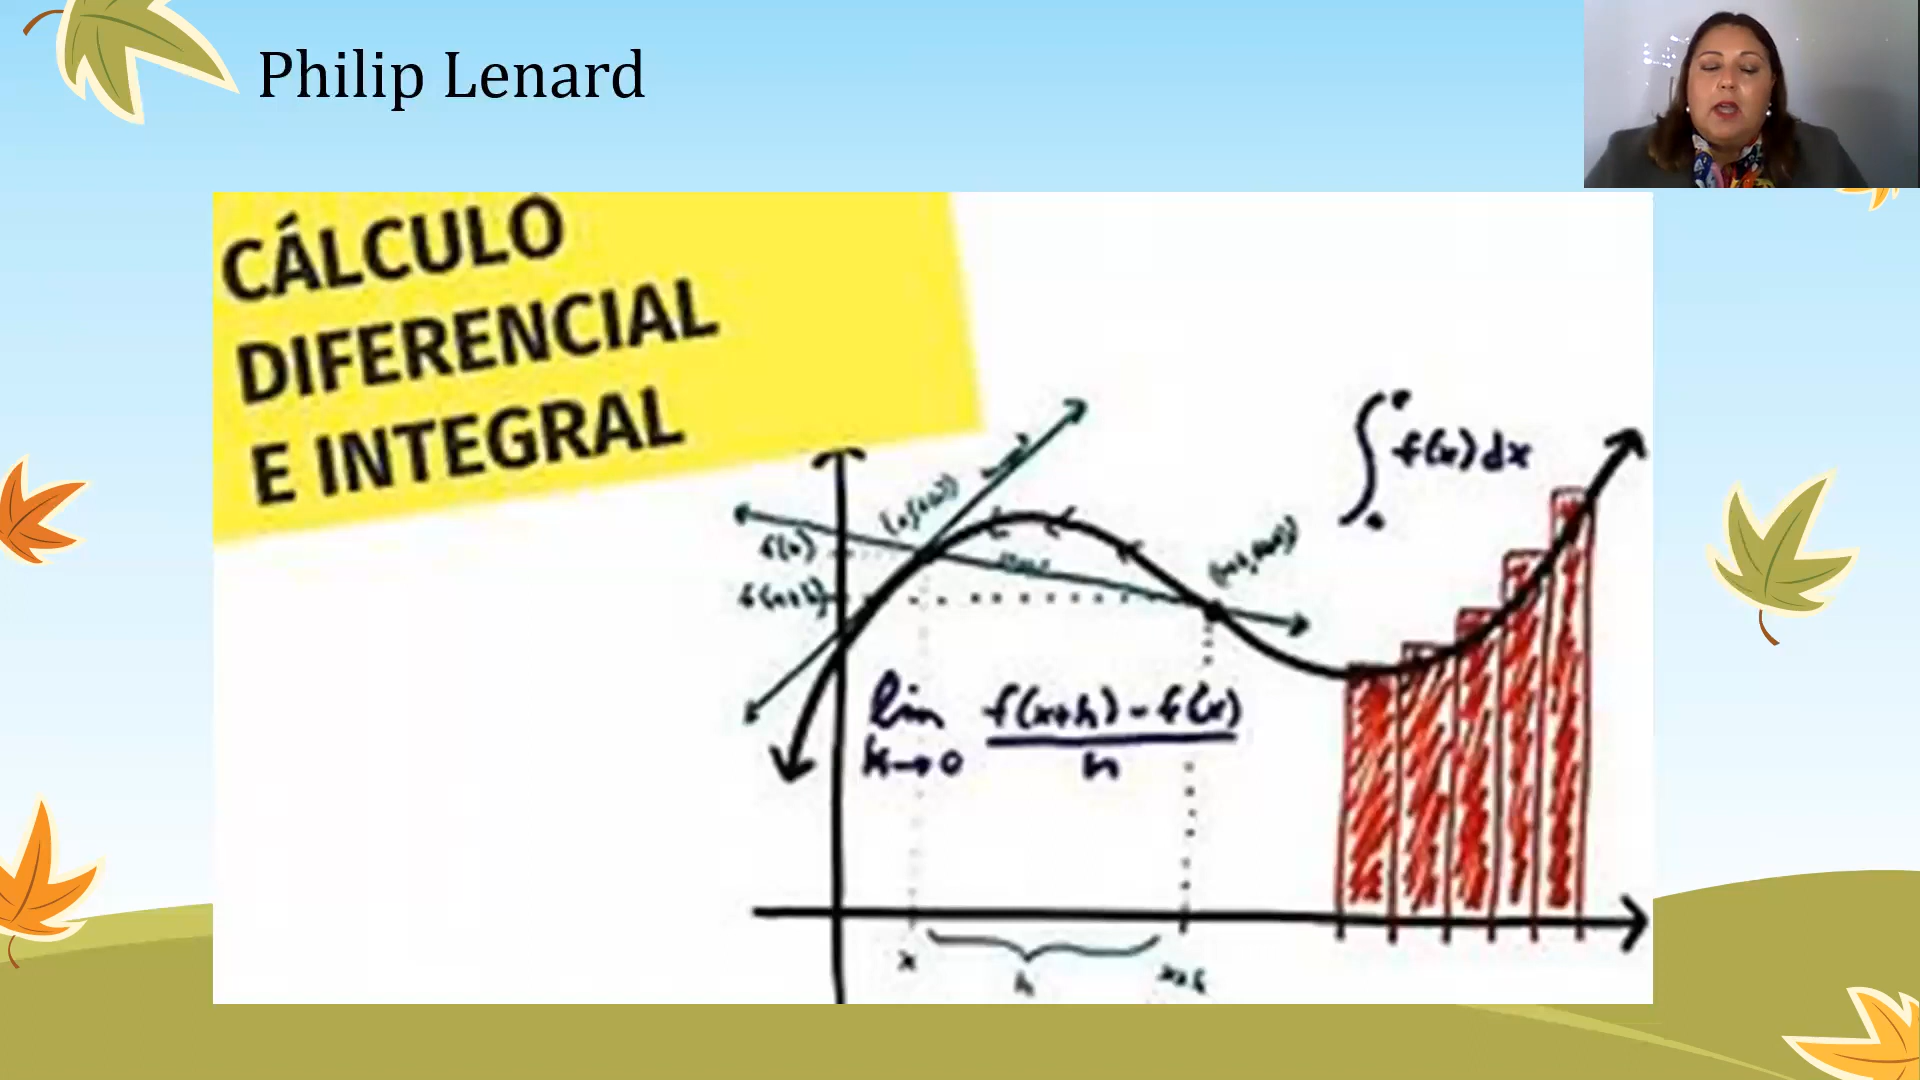 Philip Lenard
CÁLCULO
DIFERENCIAL
E INTEGRAL
∫ f(x) dx
(x, f(x))
f(x)
f(x+h)
(x+h, f(x+h))
lim f(x+h) - f(x)
h→0 h
x
h
x+h